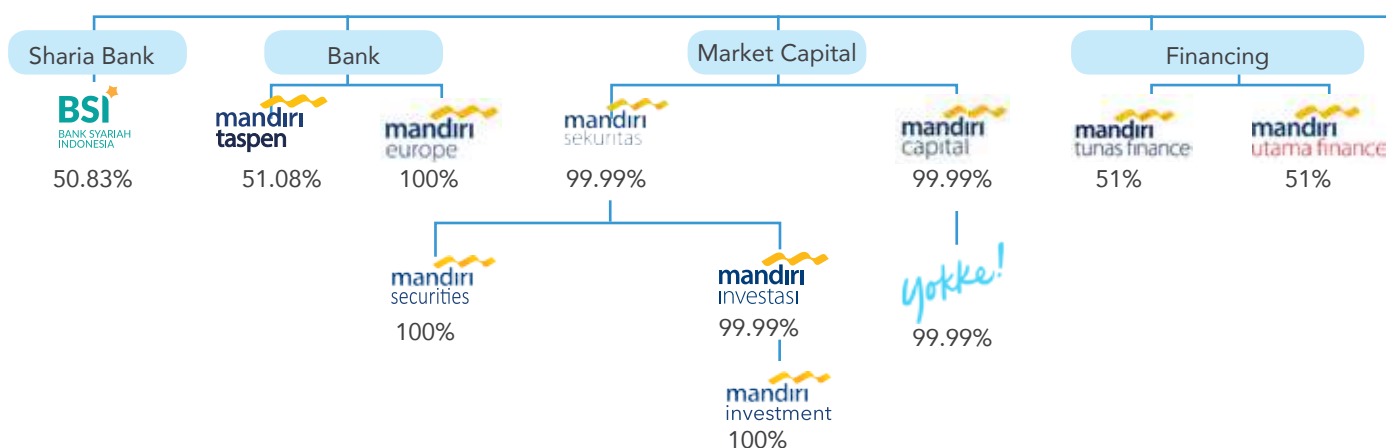 Sharia Bank
Bank
Market Capital
Financing
BSI
BANK SYARIAH
INDONESIA
50.83%
mandiri
taspen
51.08%
mandiri
europe
100%
mandiri
sekuritas
99.99%
mandiri
capital
99.99%
mandiri
tunas finance
51%
mandiri
utama finance
51%
mandiri
securities
100%
mandiri
investasi
99.99%
yokke!
99.99%
mandiri
investment
100%